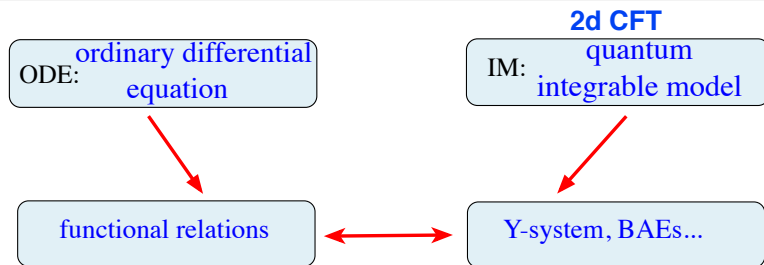 2d CFT
ODE: ordinary differential
equation
IM: quantum
integrable model
functional relations
Y-system, BAEs...